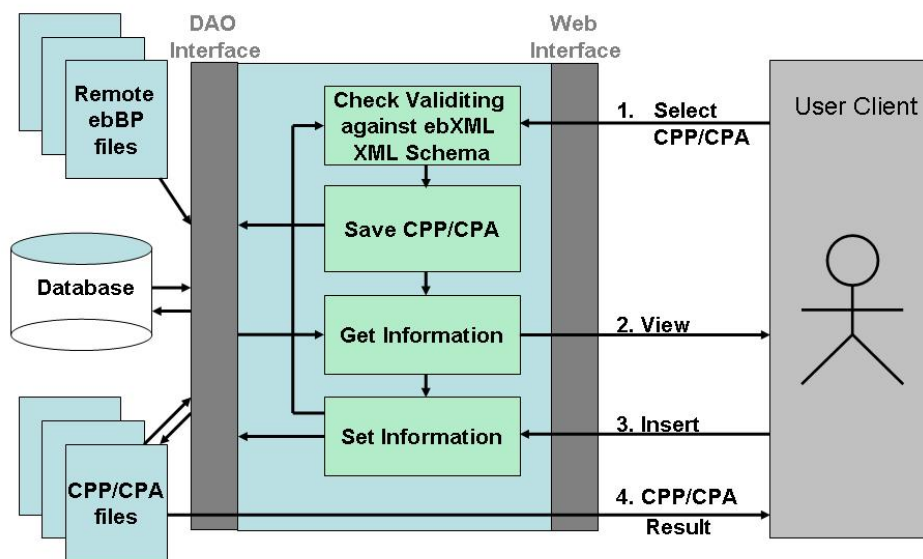 DAO
Interface
Web
Interface
Remote
ebBP
files
Check Validiting
against ebXML
XML Schema
1. Select
CPP/CPA
User Client
Save CPP/CPA
Database
Get Information
2. View
Set Information
3. Insert
CPP/CPA
files
4. CPP/CPA
Result